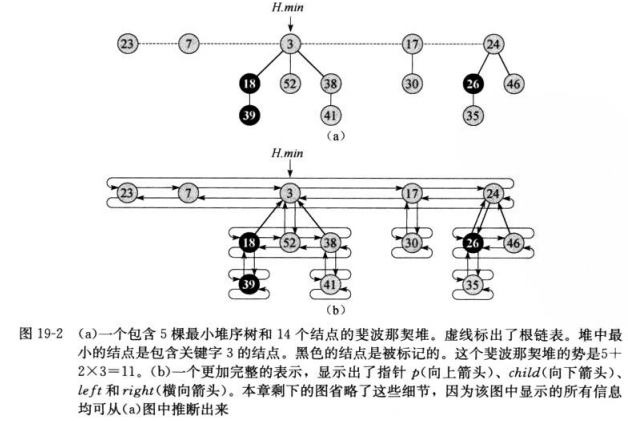 H.min
23 7 3 17 24
18 52 38 30 26 46
39 41 35
(a)
H.min
23 7 3 17 24
18 52 38 30 26 46
39 41 35
(b)
图 19-2 (a)一个包含 5 棵最小堆序树和 14 个结点的斐波那契堆。虚线标出了根链表。堆中最
小的结点是包含关键字 3 的结点。黑色的结点是被标记的。这个斐波那契堆的势是5+
2×3=11。(b)一个更加完整的表示，显示出了指针 p(向上箭头)、child(向下箭头)、
left 和 right(横向箭头)。本章剩下的图省略了这些细节，因为该图中显示的所有信息
均可从(a)图中推断出来